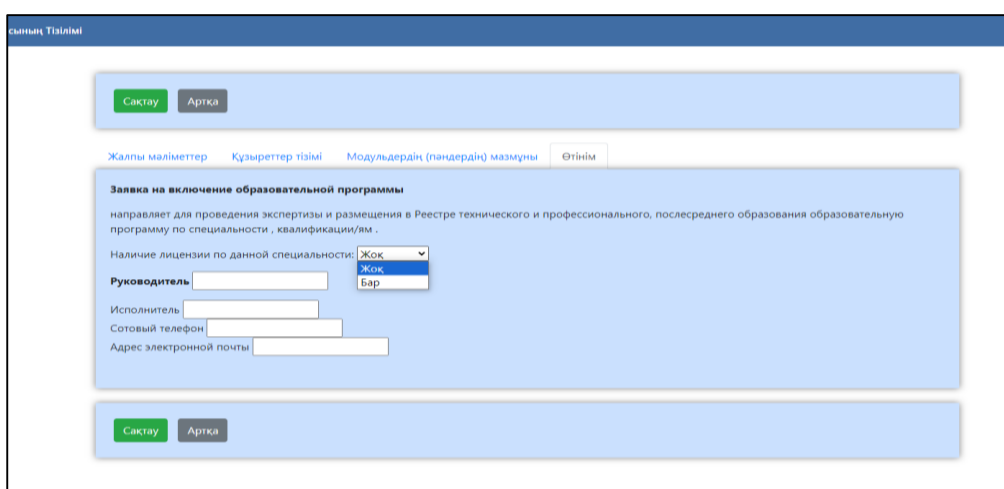 сының Тізілімі
Сақтау Артқа
Жалпы мәліметтер Құзыреттер тізімі Модульдердің (пәндердің) мазмұны Өтінім
Заявка на включение образовательной программы
направляет для проведения экспертизы и размещения в Реестре технического и профессионального, послесреднего образования образовательную
программу по специальности , квалификации/ям .
Наличие лицензии по данной специальности: Жоқ
Жоқ
Бар
Руководитель
Исполнитель
Сотовый телефон
Адрес электронной почты
Сақтау Артқа